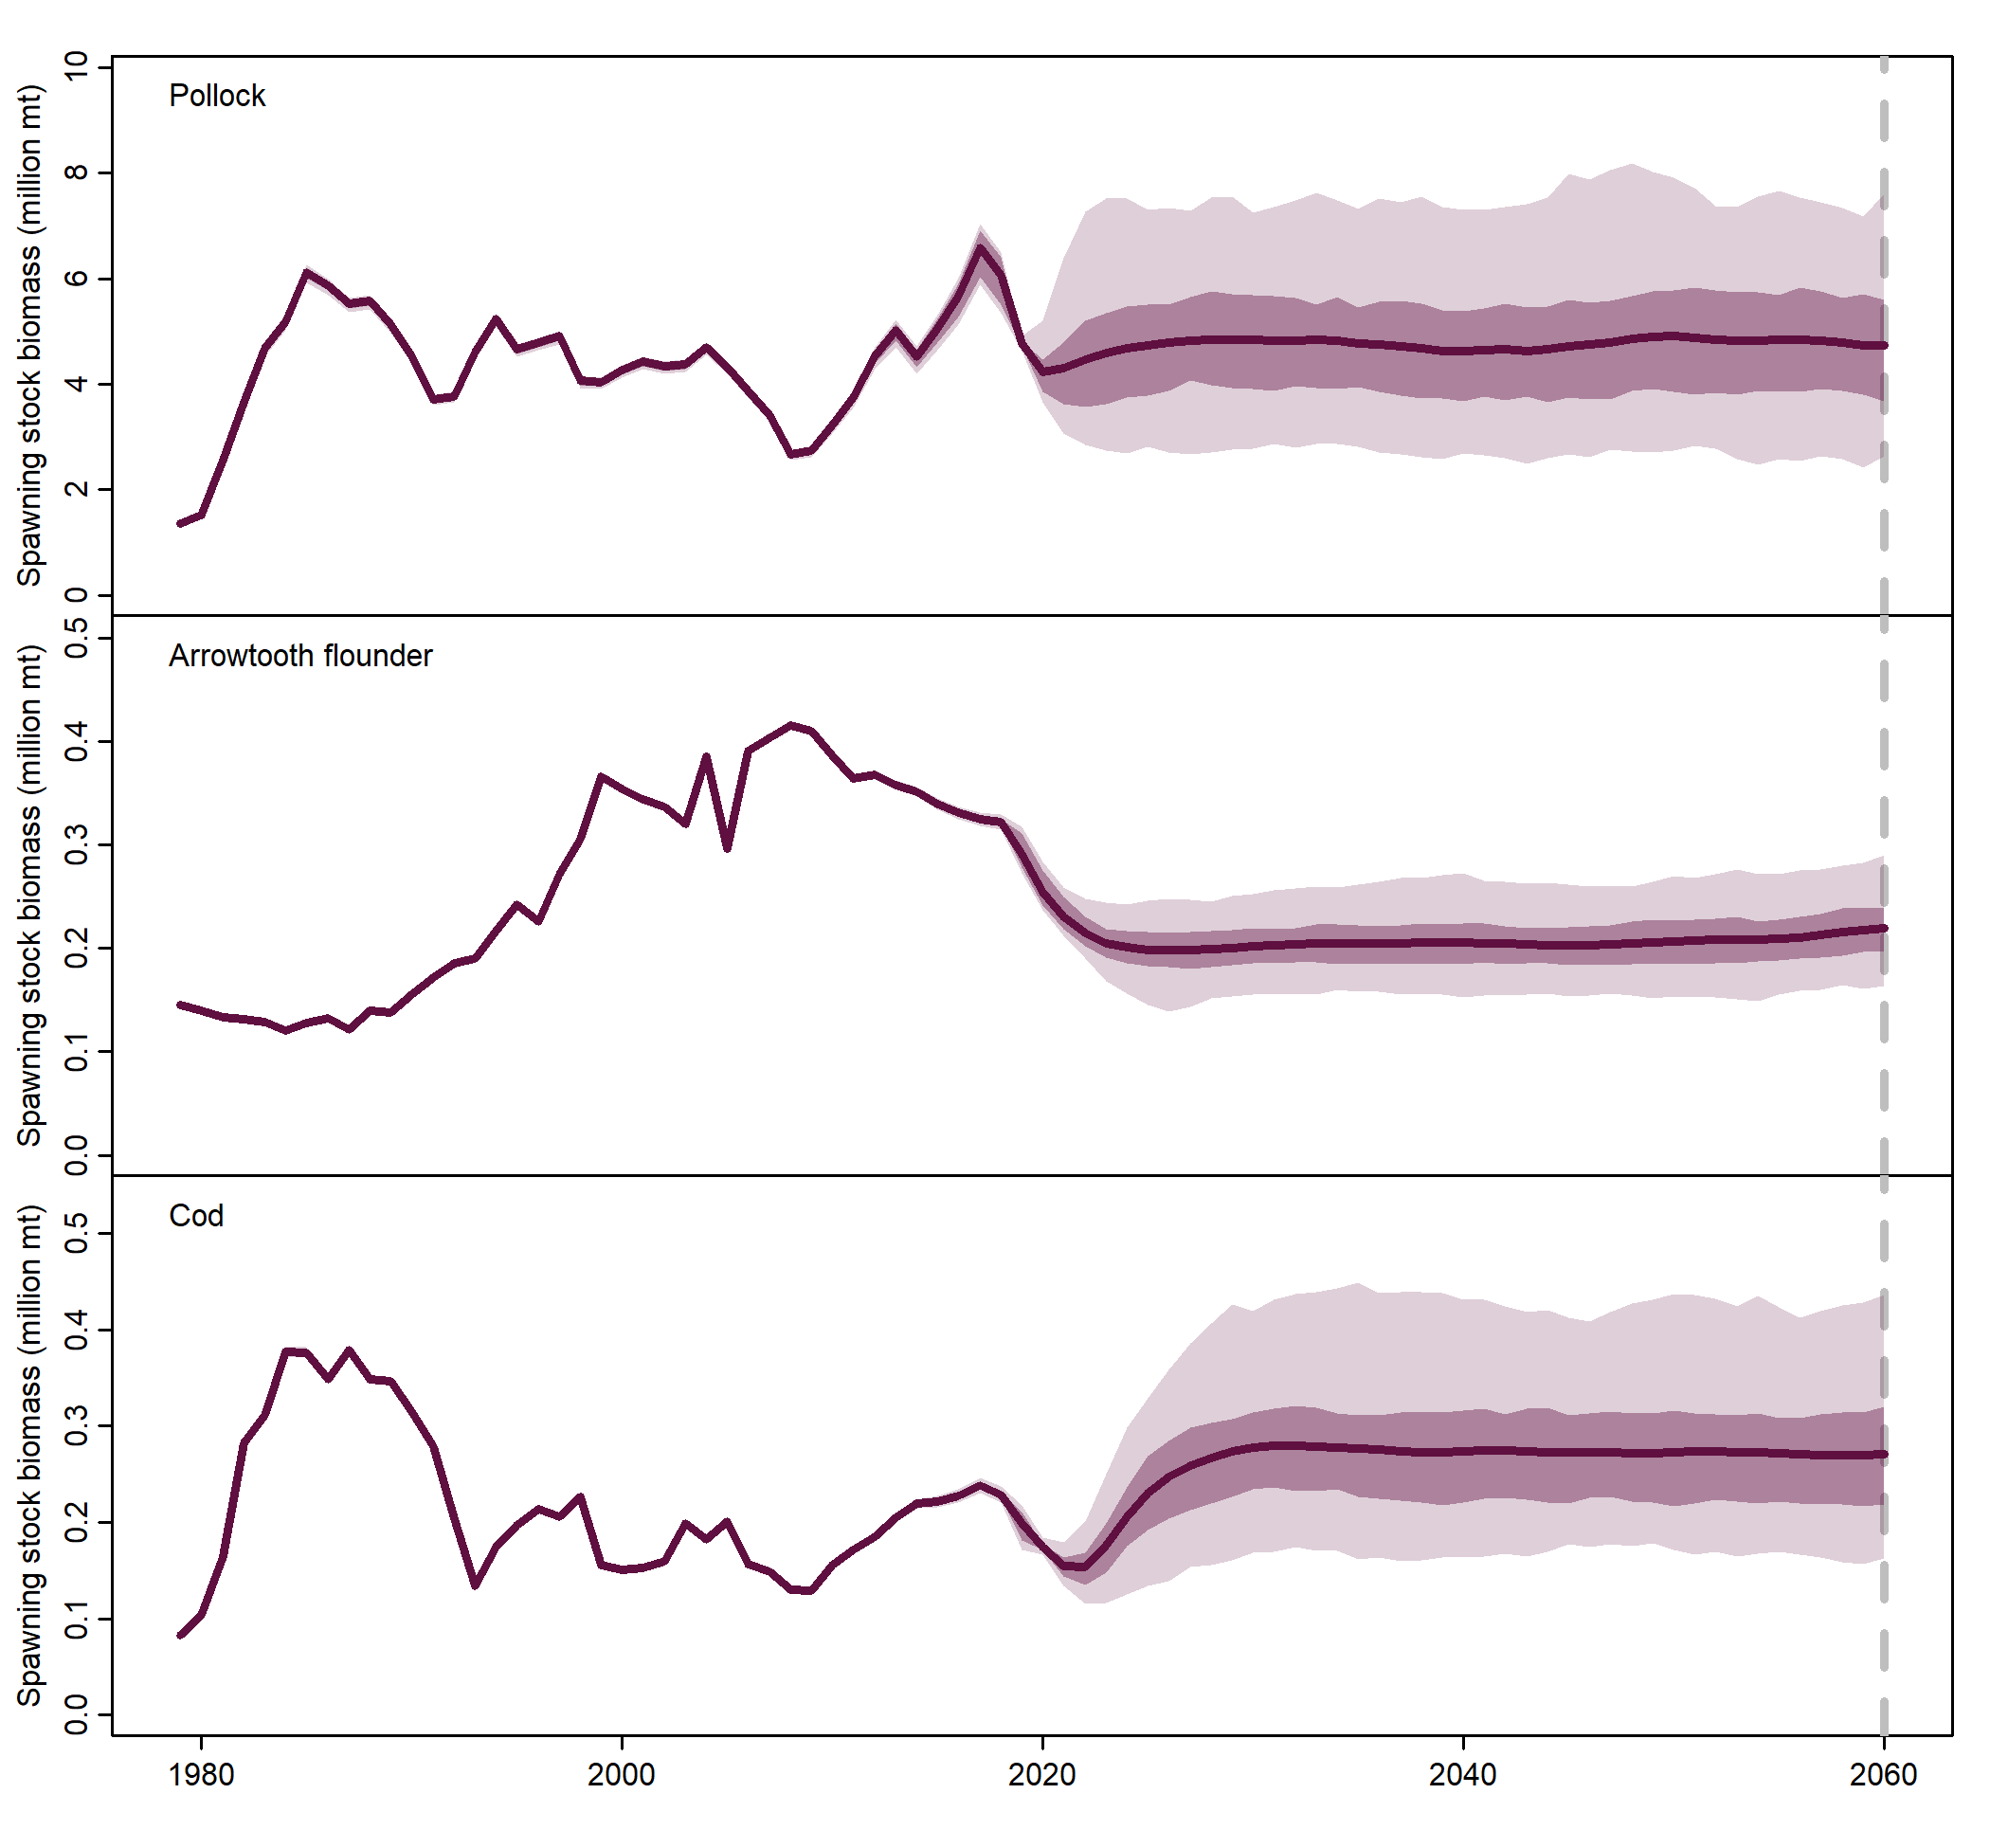 Pollock
Spawning stock biomass (million mt)
0 2 4 6 8 10
Arrowtooth flounder
Spawning stock biomass (million mt)
0.0 0.1 0.2 0.3 0.4 0.5
Cod
Spawning stock biomass (million mt)
0.0 0.1 0.2 0.3 0.4 0.5
1980 2000 2020 2040 2060